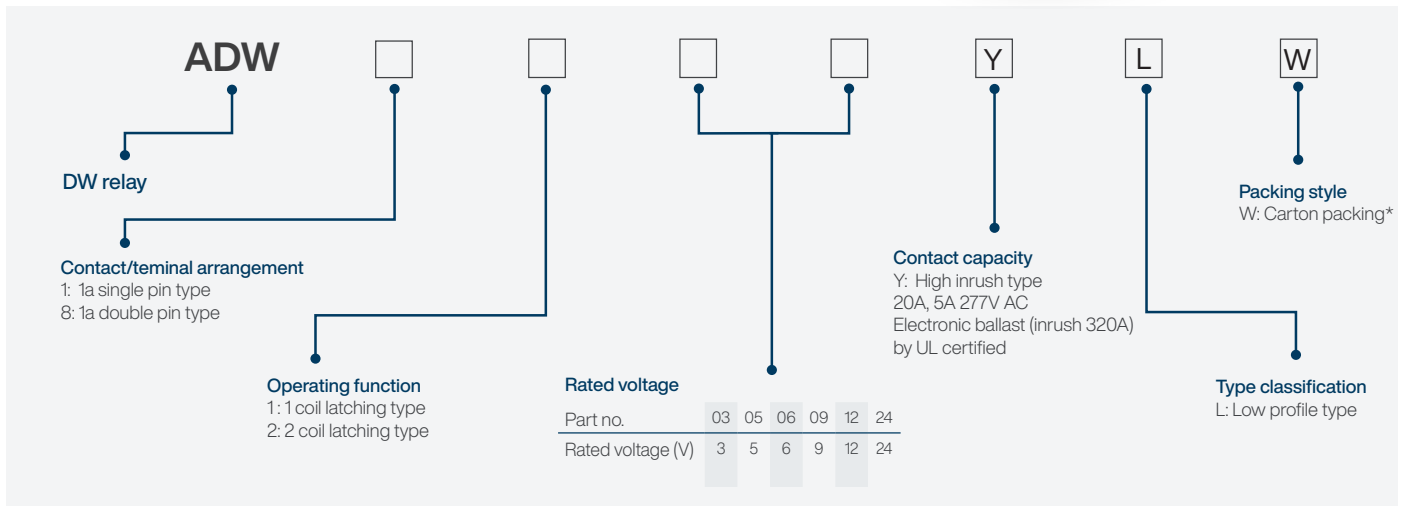 ADW Y L W
DW relay
Packing style
W: Carton packing*
Contact/teminal arrangement
1: 1a single pin type
8: 1a double pin type
Contact capacity
Y: High inrush type
20A, 5A 277V AC
Electronic ballast (inrush 320A)
by UL certified
Operating function
1: 1 coil latching type
2: 2 coil latching type
Rated voltage
Part no. 03 05 06 09 12 24
Rated voltage (V) 3 5 6 9 12 24
Type classification
L: Low profile type